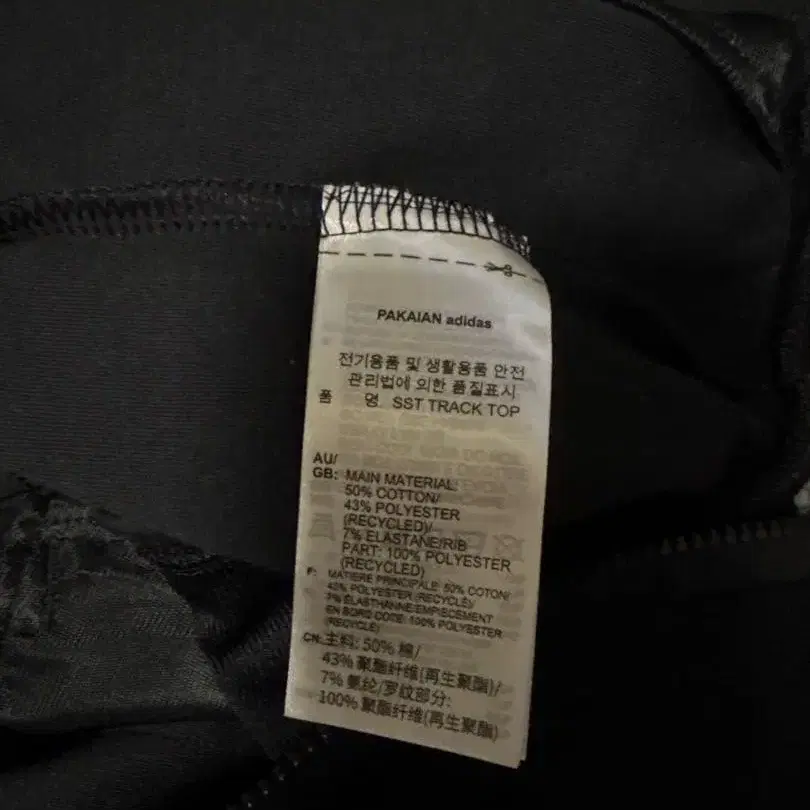 PAKAIAN adidas
전기용품 및 생활용품 안전
관리법에 의한 품질표시
품 명 SST TRACK TOP
AU/
GB: MAIN MATERIAL:
50% COTTON/
43% POLYESTER
(RECYCLED)/
7% ELASTANE/RIB
PART: 100% POLYESTER
(RECYCLED)
F: MATIERE PRINCIPALE: 50% COTON/
43% POLYESTER (RECYCLE)/
7% ELASTHANNE/EMPIECEMENT
EN BORD COTE: 100% POLYESTER
(RECYCLE)
CN: 主料: 50% 棉/
43% 聚酯纤维(再生聚酯)/
7% 氨纶/罗纹部分:
100% 聚酯纤维(再生聚酯)